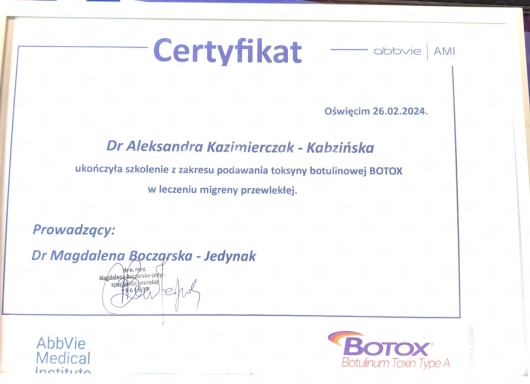 Certyfikat
abbvie | AMI
Oświęcim 26.02.2024.
Dr Aleksandra Kazimierczak - Kabzińska
ukończyła szkolenie z zakresu podawania toksyny botulinowej BOTOX
w leczeniu migreny przewlekłej.
Prowadzący:
Dr Magdalena Boczarska - Jedynak
AbbVie
Medical
Institute
BOTOX®
Botulinum Toxin Type A